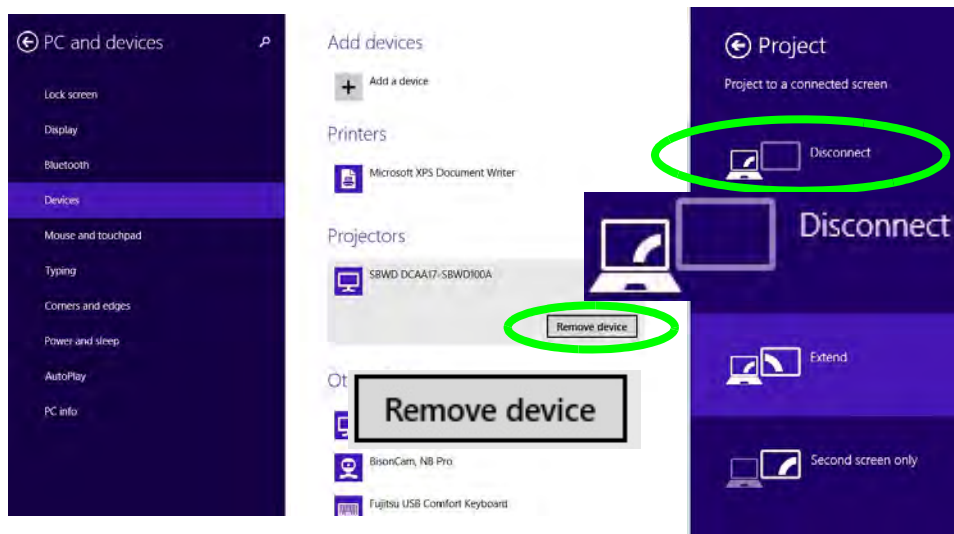 PC and devices
Lock screen
Display
Bluetooth
Devices
Mouse and touchpad
Typing
Corners and edges
Power and sleep
AutoPlay
PC info
Add devices
Add a device
Printers
Microsoft XPS Document Writer
Projectors
SBWD DCAA17-SBWD100A
Remove device
Ot
Remove device
BisonCam, NB Pro
Fujitsu USB Comfort Keyboard
Project
Project to a connected screen
Disconnect
Disconnect
Extend
Second screen only